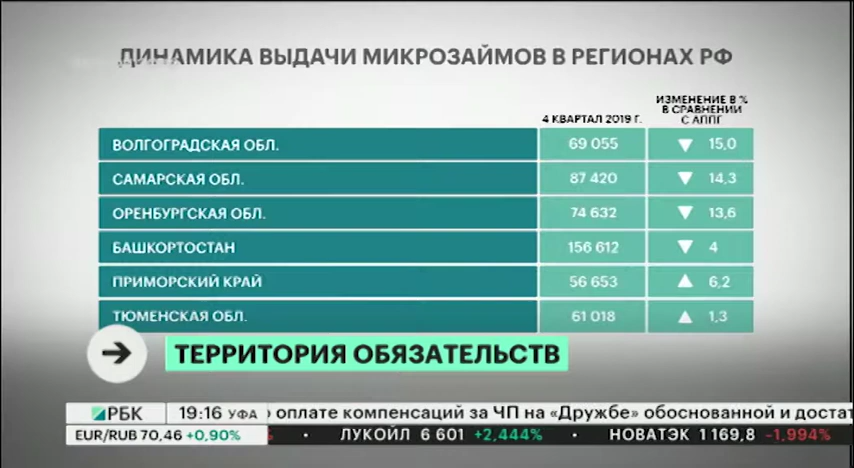 ДИНАМИКА ВЫДАЧИ МИКРОЗАЙМОВ В РЕГИОНАХ РФ
4 КВАРТАЛ 2019 Г.
ИЗМЕНЕНИЕ В %
В СРАВНЕНИИ
С АППГ
ВОЛГОГРАДСКАЯ ОБЛ. 69 055 ▼ 15,0
САМАРСКАЯ ОБЛ. 87 420 ▼ 14,3
ОРЕНБУРГСКАЯ ОБЛ. 74 632 ▼ 13,6
БАШКОРТОСТАН 156 612 ▼ 4
ПРИМОРСКИЙ КРАЙ 56 653 ▲ 6,2
ТЮМЕНСКАЯ ОБЛ. 61 018 ▲ 1,3
ТЕРРИТОРИЯ ОБЯЗАТЕЛЬСТВ
РБК 19:16 УФА о оплате компенсаций за ЧП на «Дружбе» обоснованной и достат
EUR/RUB 70,46 +0,90% • ЛУКОЙЛ 6 601 +2,444% • НОВАТЭК 1 169,8 -1,994%